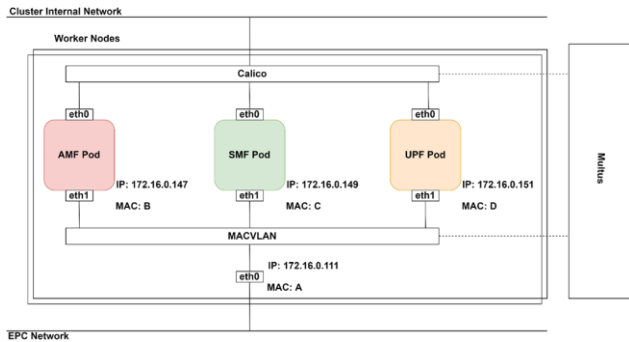 Cluster Internal Network
Worker Nodes
Calico
eth0
eth0
eth0
AMF Pod
SMF Pod
UPF Pod
IP: 172.16.0.147
IP: 172.16.0.149
IP: 172.16.0.151
eth1
eth1
eth1
MAC: B
MAC: C
MAC: D
MACVLAN
IP: 172.16.0.111
eth0
MAC: A
Multus
EPC Network